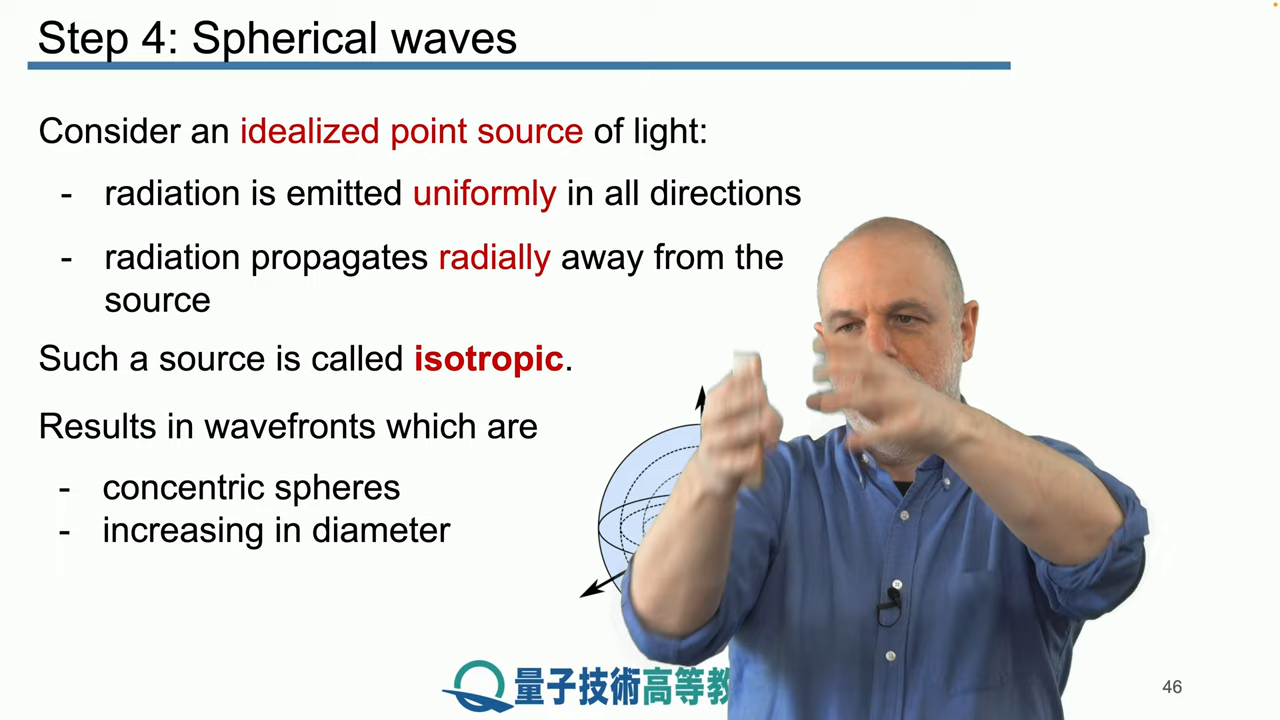 Step 4: Spherical waves
Consider an idealized point source of light:
- radiation is emitted uniformly in all directions
- radiation propagates radially away from the
source
Such a source is called isotropic.
Results in wavefronts which are
- concentric spheres
- increasing in diameter
量子技術高等教
46